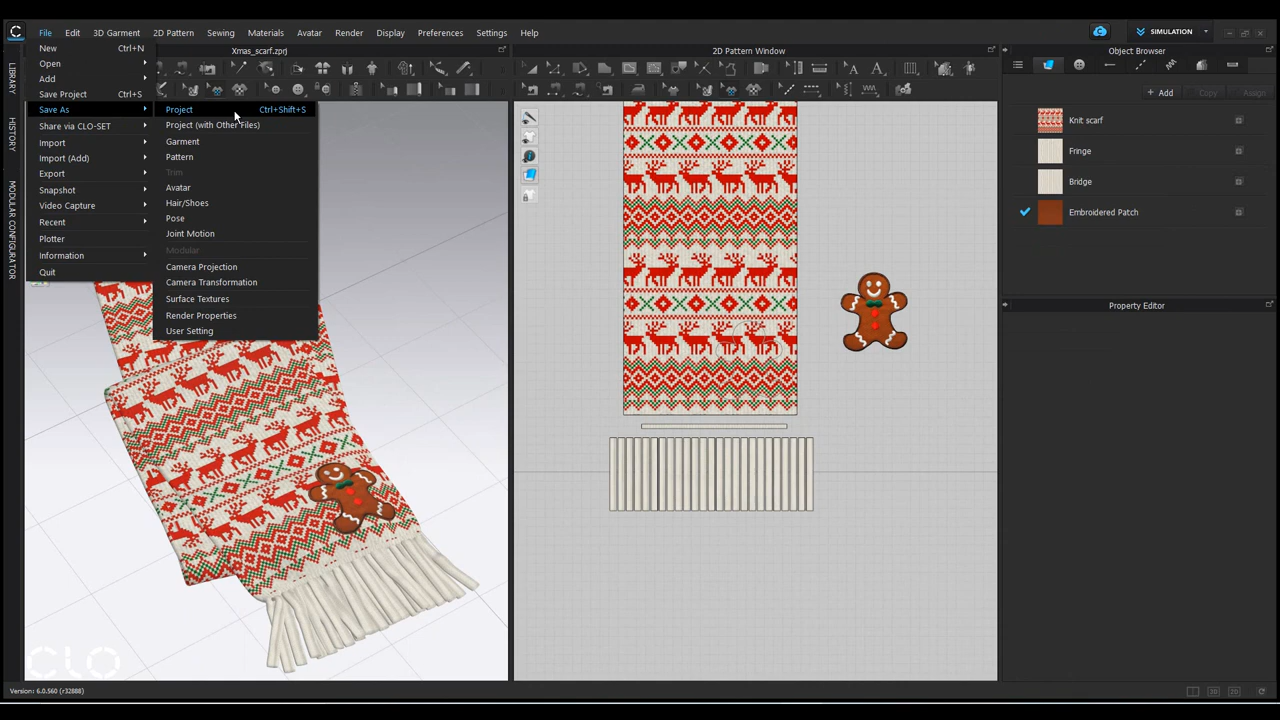 File Edit 3D Garment 2D Pattern Sewing Materials Avatar Render Display Preferences Settings Help
SIMULATION
Xmas_scarf.zprj
2D Pattern Window
Object Browser
LIBRARY
HISTORY
MODULAR CONFIGURATOR
New Ctrl+N
Open
Add
Save Project Ctrl+S
Save As
Share via CLO-SET
Import
Import (Add)
Export
Snapshot
Video Capture
Recent
Plotter
Information
Quit
Project Ctrl+Shift+S
Project (with Other Files)
Garment
Pattern
Trim
Avatar
Hair/Shoes
Pose
Joint Motion
Modular
Camera Projection
Camera Transformation
Surface Textures
Render Properties
User Setting
+ Add Copy Assign
Knit scarf
Fringe
Bridge
Embroidered Patch
Property Editor
CLO
Version: 6.0.560 (r32888)
3D 2D